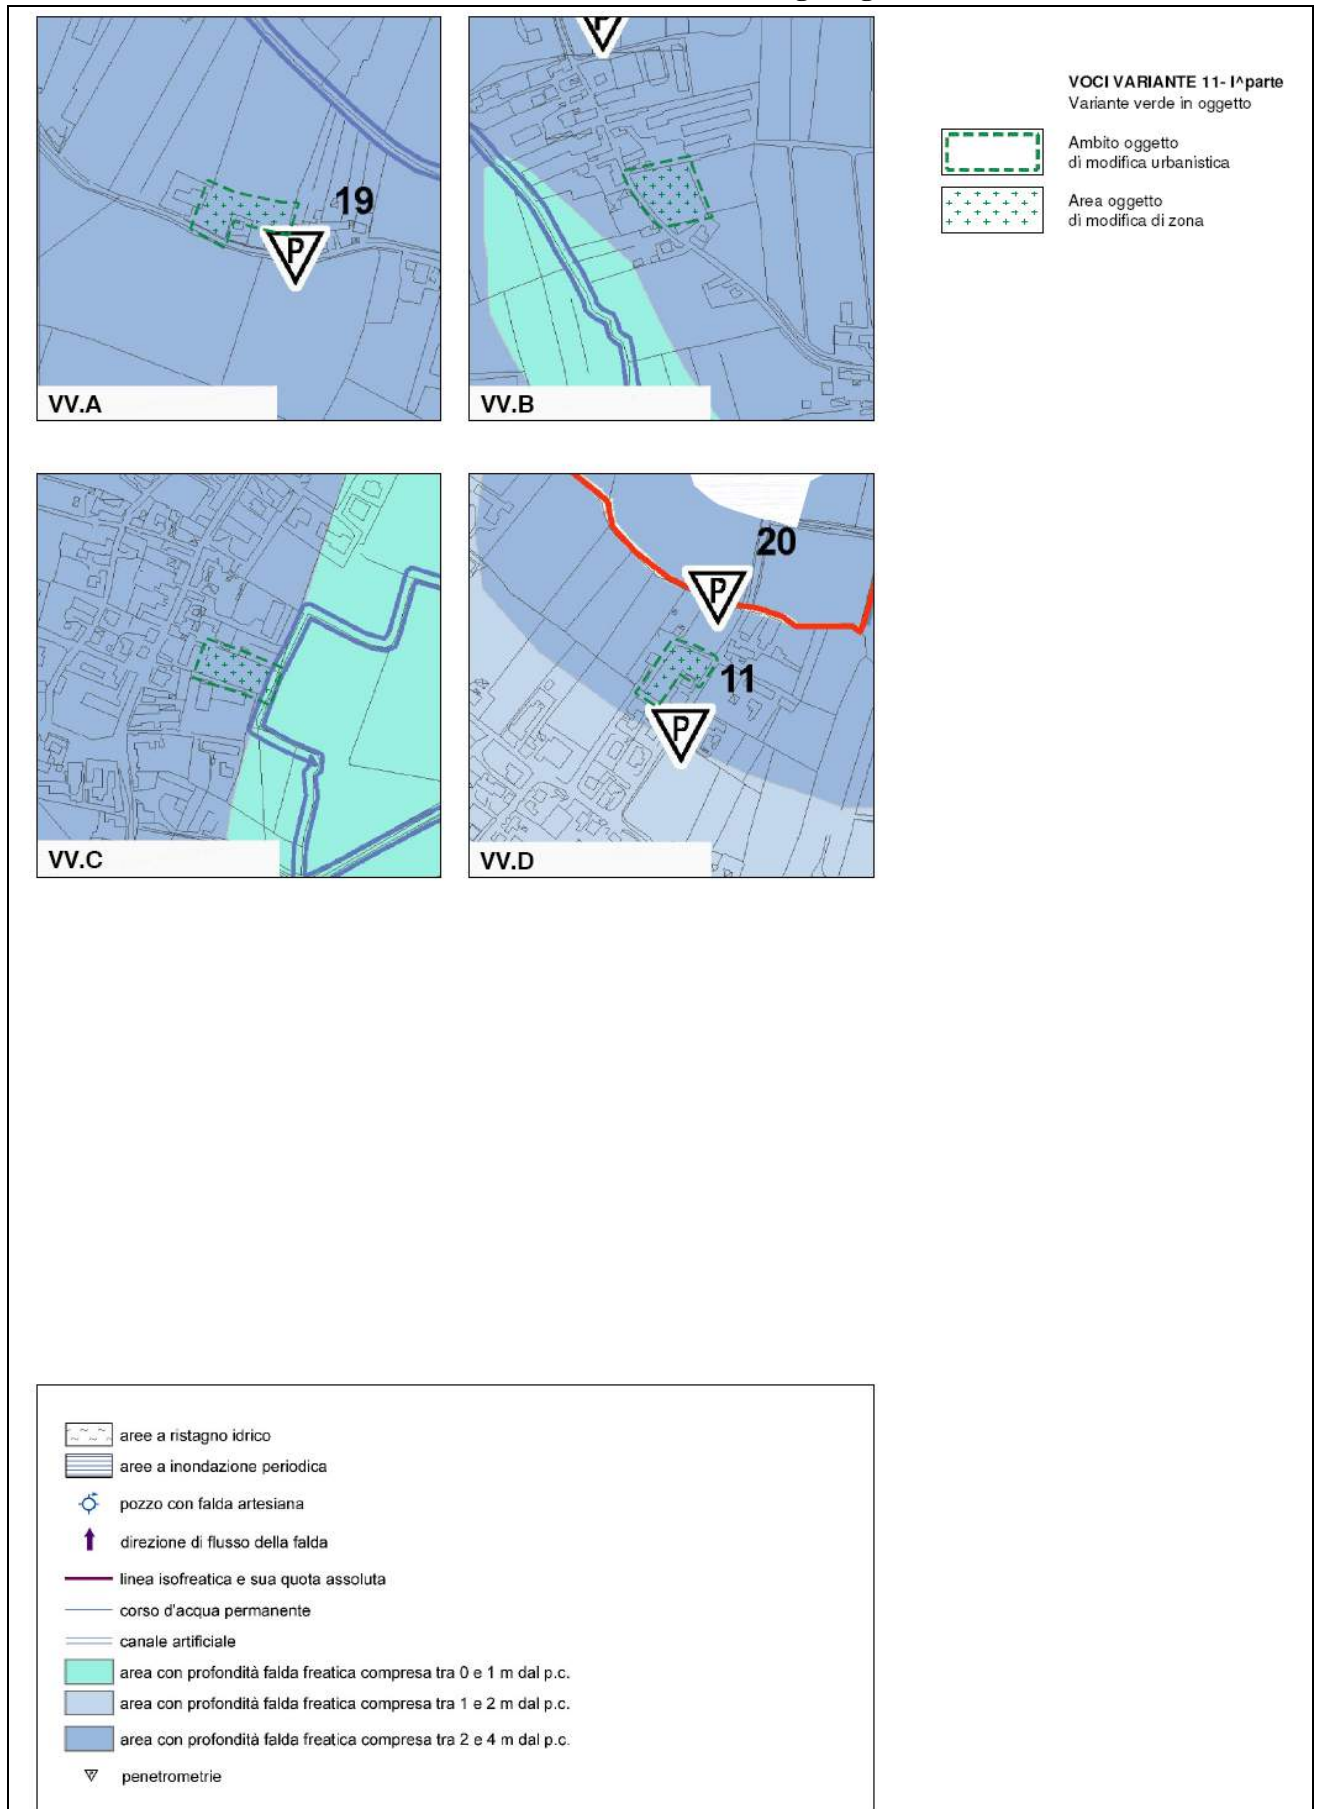 P
19
P
VV.A
VV.B
VOCI VARIANTE 11- I^parte
Variante verde in oggetto
Ambito oggetto
di modifica urbanistica
Area oggetto
di modifica di zona
20
P
11
P
VV.C
VV.D
aree a ristagno idrico
aree a inondazione periodica
pozzo con falda artesiana
direzione di flusso della falda
linea isofreatica e sua quota assoluta
corso d'acqua permanente
canale artificiale
area con profondità falda freatica compresa tra 0 e 1 m dal p.c.
area con profondità falda freatica compresa tra 1 e 2 m dal p.c.
area con profondità falda freatica compresa tra 2 e 4 m dal p.c.
P
penetrometrie